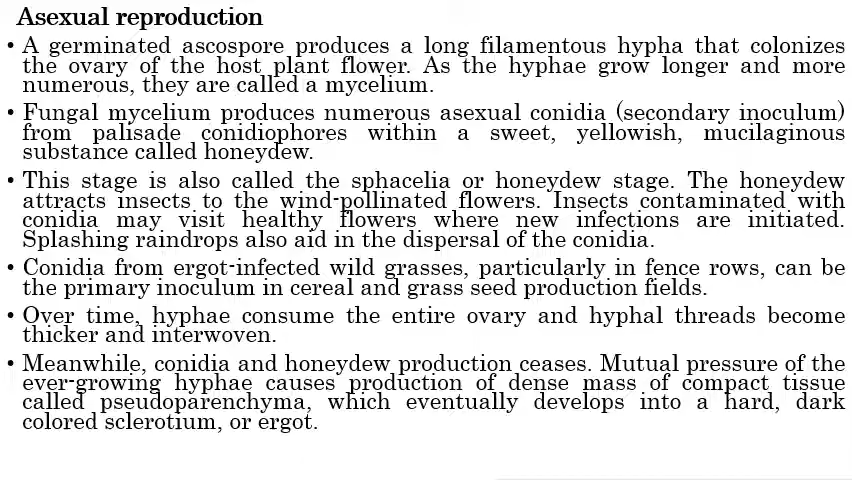 Asexual reproduction
• A germinated ascospore produces a long filamentous hypha that colonizes
the ovary of the host plant flower. As the hyphae grow longer and more
numerous, they are called a mycelium.
• Fungal mycelium produces numerous asexual conidia (secondary inoculum)
from palisade conidiophores within a sweet, yellowish, mucilaginous
substance called honeydew.
• This stage is also called the sphacelia or honeydew stage. The honeydew
attracts insects to the wind-pollinated flowers. Insects contaminated with
conidia may visit healthy flowers where new infections are initiated.
Splashing raindrops also aid in the dispersal of the conidia.
• Conidia from ergot-infected wild grasses, particularly in fence rows, can be
the primary inoculum in cereal and grass seed production fields.
• Over time, hyphae consume the entire ovary and hyphal threads become
thicker and interwoven.
• Meanwhile, conidia and honeydew production ceases. Mutual pressure of the
ever-growing hyphae causes production of dense mass of compact tissue
called pseudoparenchyma, which eventually develops into a hard, dark
colored sclerotium, or ergot.